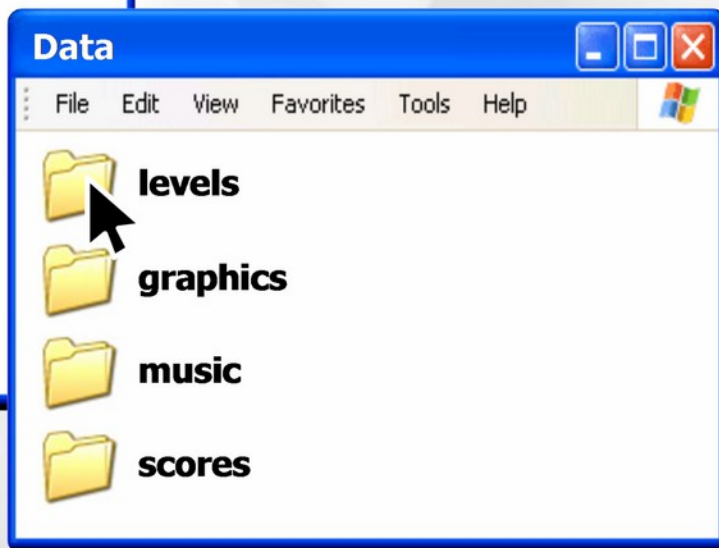 Data
File Edit View Favorites Tools Help
levels
graphics
music
scores